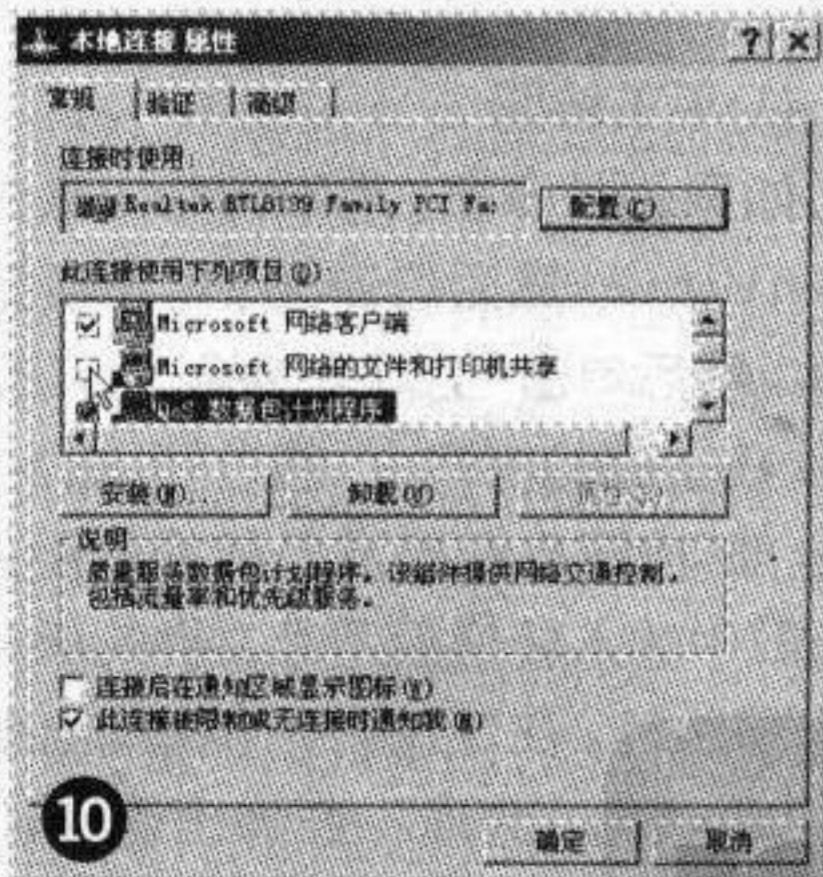 本地连接 属性
常规 验证 高级
连接时使用:
Realtek RTL8139 Family PCI Fa:
配置(C)...
此连接使用下列项目(O):
Microsoft 网络客户端
Microsoft 网络的文件和打印机共享
QoS 数据包计划程序
安装(N)... 卸载(U) 属性(R)
说明
质量服务数据包计划程序。该组件提供网络交通控制，
包括流量率和优先级服务。
连接后在通知区域显示图标(W)
此连接被限制或无连接时通知我(M)
10
确定 取消